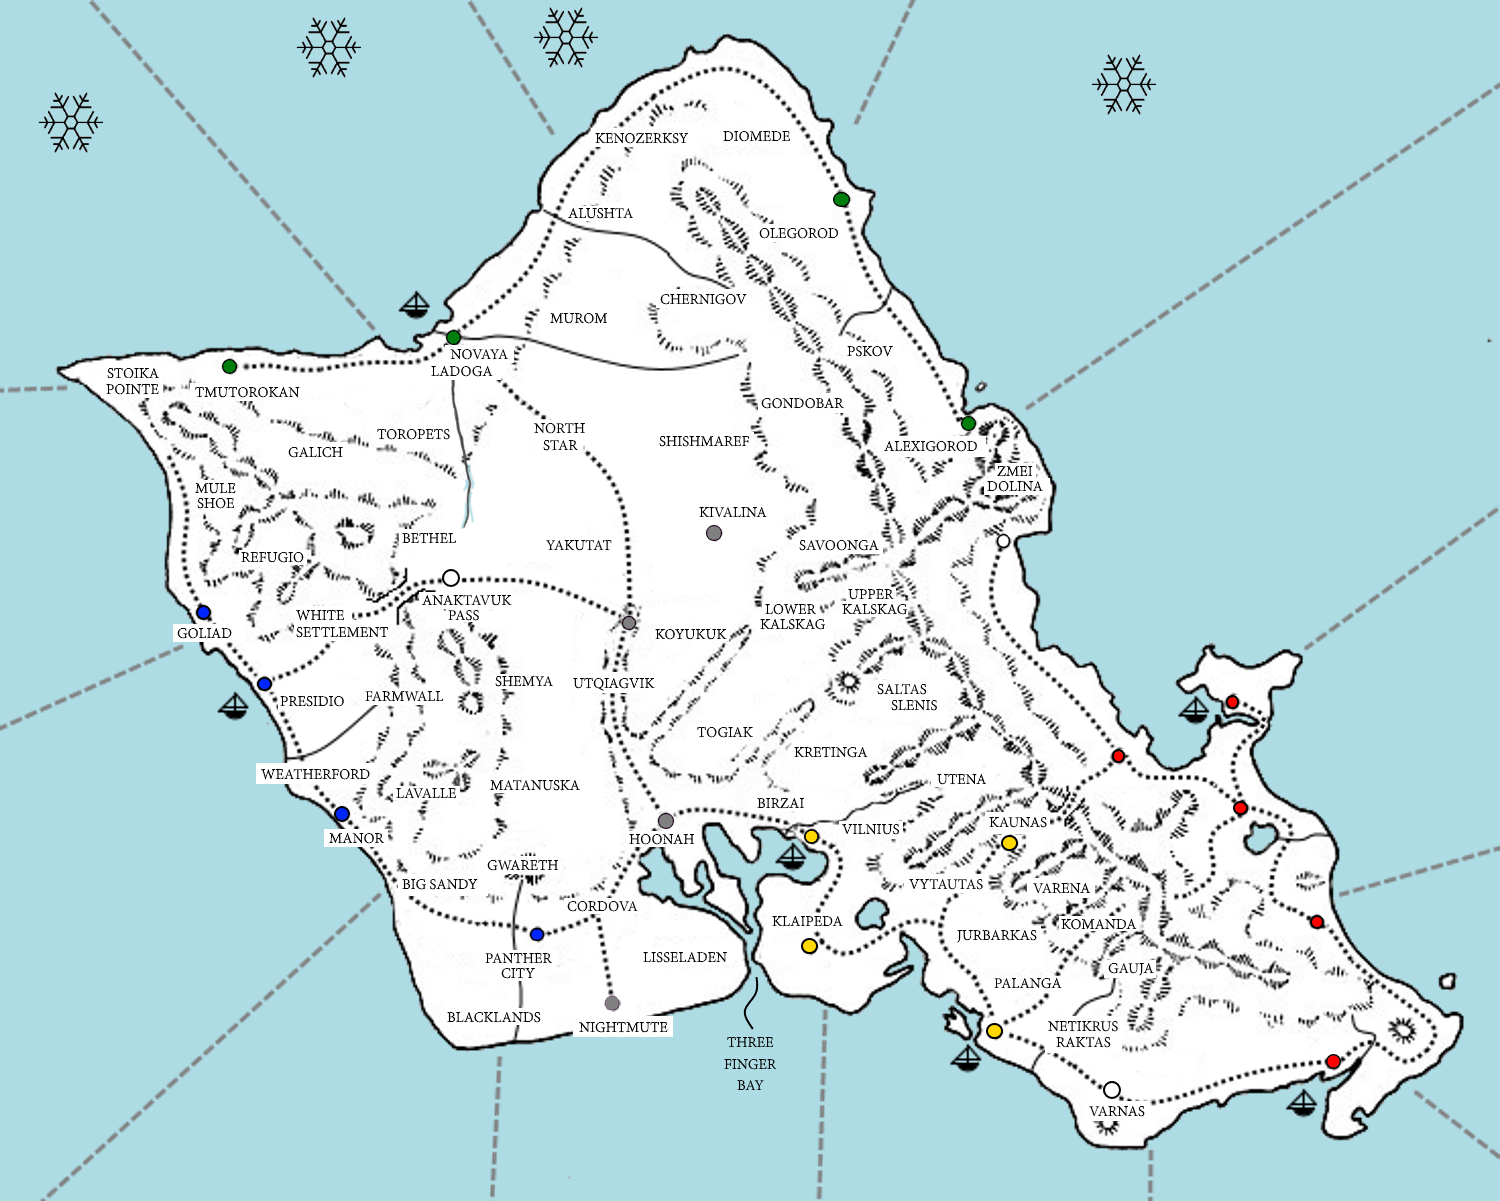 KENOZERKSY
DIOMEDE
ALUSHTA
OLEGOROD
CHERNIGOV
MUROM
NOVAYA
LADOGA
PSKOV
STOIKA
POINTE
TMUTOROKAN
GONDOBAR
TOROPETS
NORTH
STAR
SHISHMAREF
ALEXIGOROD
GALICH
ZMEI
DOLINA
MULE
SHOE
KIVALINA
BETHEL
YAKUTAT
SAVOONGA
REFUGIO
ANAKTAVUK
PASS
UPPER
KALSKAG
LOWER
KALSKAG
WHITE
SETTLEMENT
GOLIAD
KOYUKUK
SHEMYA
UTQIAGVIK
PRESIDIO
FARMWALL
SALTAS
SLENIS
TOGIAK
KRETINGA
WEATHERFORD
LAVALLE
MATANUSKA
UTENA
BIRZAI
MANOR
HOONAH
VILNIUS
KAUNAS
GWARETH
BIG SANDY
VYTAUTAS
VARENA
CORDOVA
KLAIPEDA
KOMANDA
JURBARKAS
PANTHER
CITY
LISSELADEN
GAUJA
PALANGA
BLACKLANDS
NIGHTMUTE
NETIKRUS
RAKTAS
THREE
FINGER
BAY
VARNAS